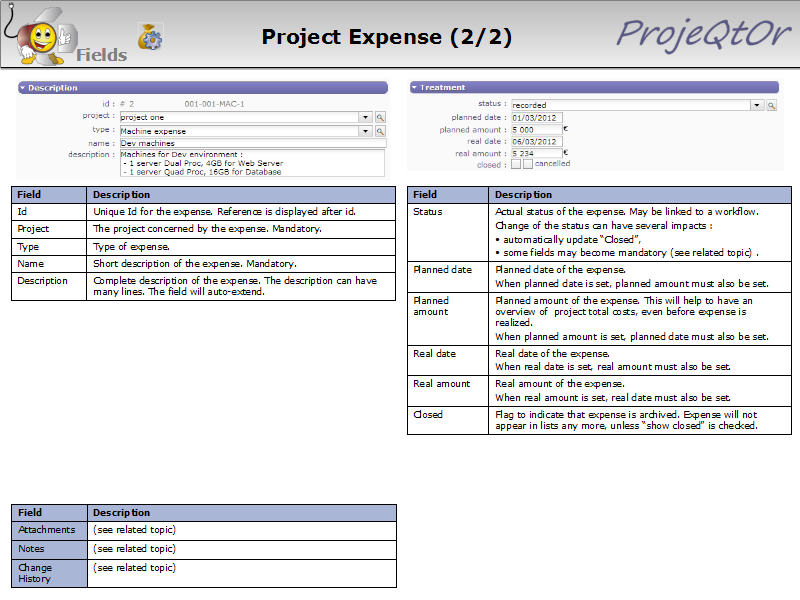 Fields
Project Expense (2/2)
ProjeQtOr
Description
id : # 2 001-001-MAC-1
project : project one
type : Machine expense
name : Dev machines
description : Machines for Dev environment :
- 1 server Dual Proc, 4GB for Web Server
- 1 server Quad Proc, 16GB for Database
Treatment
status : recorded
planned date : 01/03/2012
planned amount : 5 000 €
real date : 06/03/2012
real amount : 5 234 €
closed : cancelled
Field Description
Id Unique Id for the expense. Reference is displayed after id.
Project The project concerned by the expense. Mandatory.
Type Type of expense.
Name Short description of the expense. Mandatory.
Description Complete description of the expense. The description can have
many lines. The field will auto-extend.
Field Description
Status Actual status of the expense. May be linked to a workflow.
Change of the status can have several impacts :
• automatically update “Closed”,
• some fields may become mandatory (see related topic) .
Planned date Planned date of the expense.
When planned date is set, planned amount must also be set.
Planned Planned amount of the expense. This will help to have an
amount overview of project total costs, even before expense is
realized.
When planned amount is set, planned date must also be set.
Real date Real date of the expense.
When real date is set, real amount must also be set.
Real amount Real amount of the expense.
When real amount is set, real date must also be set.
Closed Flag to indicate that expense is archived. Expense will not
appear in lists any more, unless “show closed” is checked.
Field Description
Attachments (see related topic)
Notes (see related topic)
Change (see related topic)
History